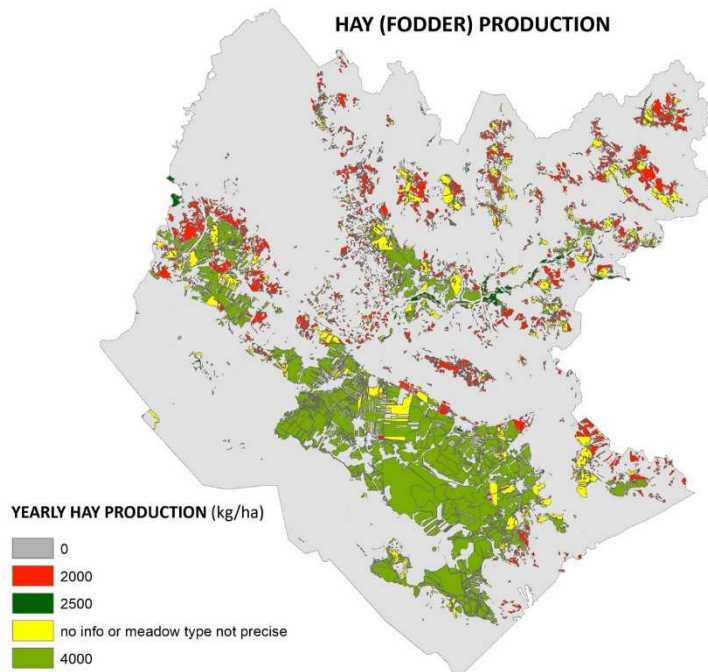 HAY (FODDER) PRODUCTION
YEARLY HAY PRODUCTION (kg/ha)
0
2000
2500
no info or meadow type not precise
4000